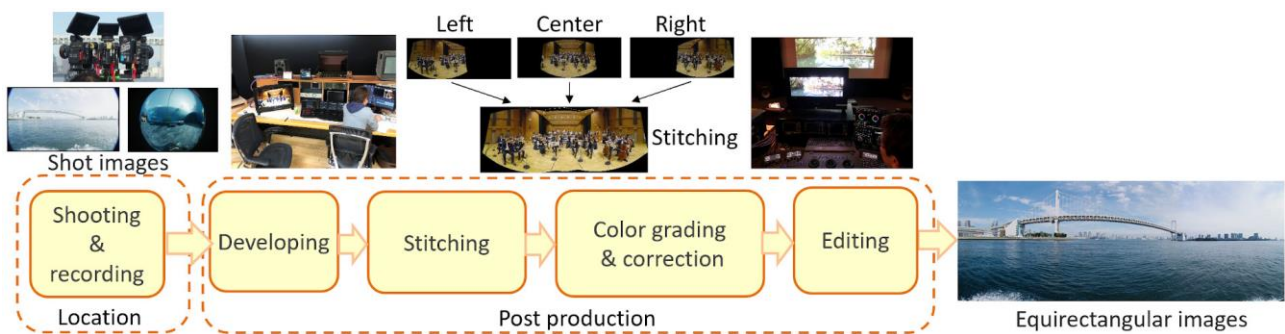 Left
Center
Right
Stitching
Shot images
Shooting
&
recording
Developing
Stitching
Color grading
& correction
Editing
Location
Post production
Equirectangular images